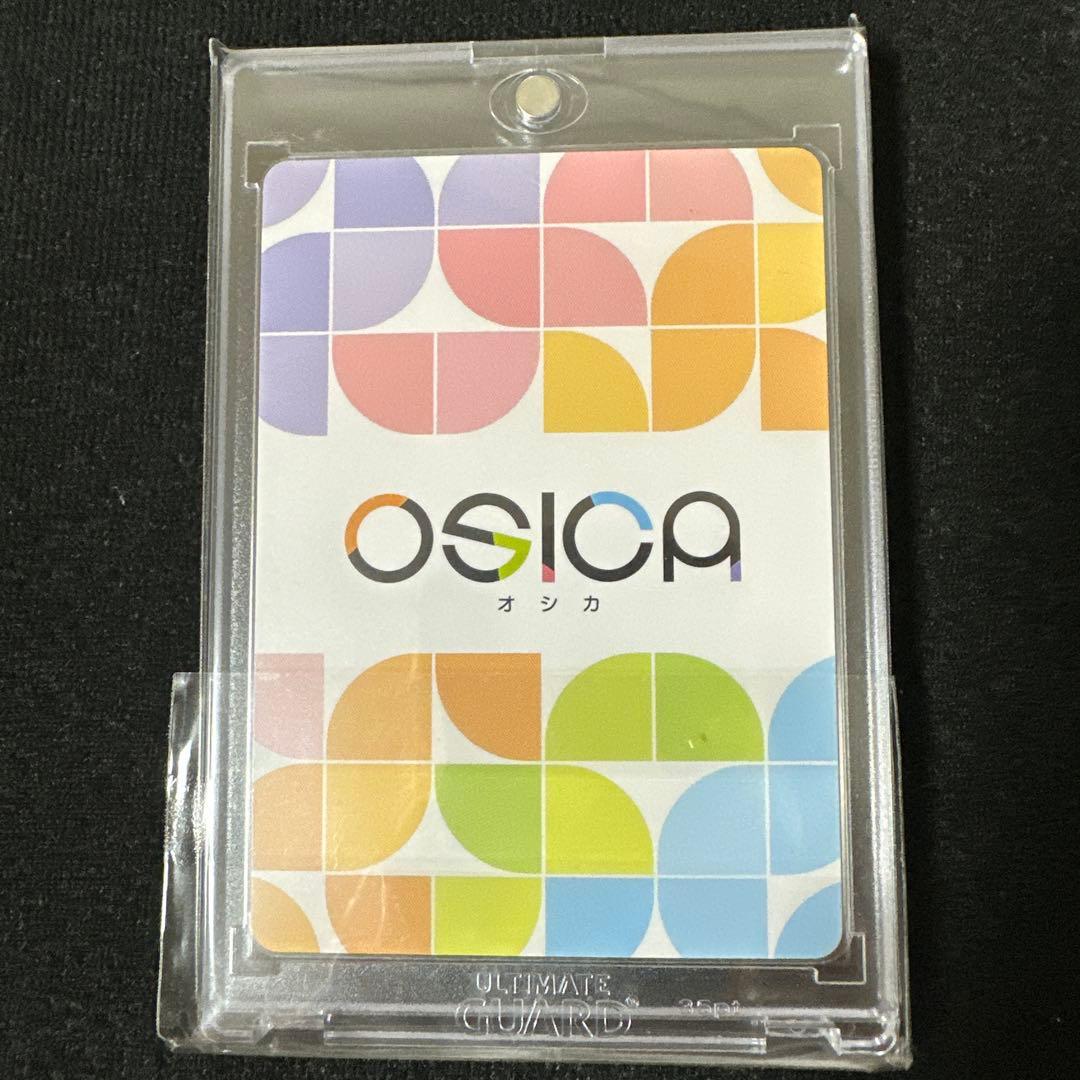 OSICA
オシカ
ULTIMATE
GUARD
35pt